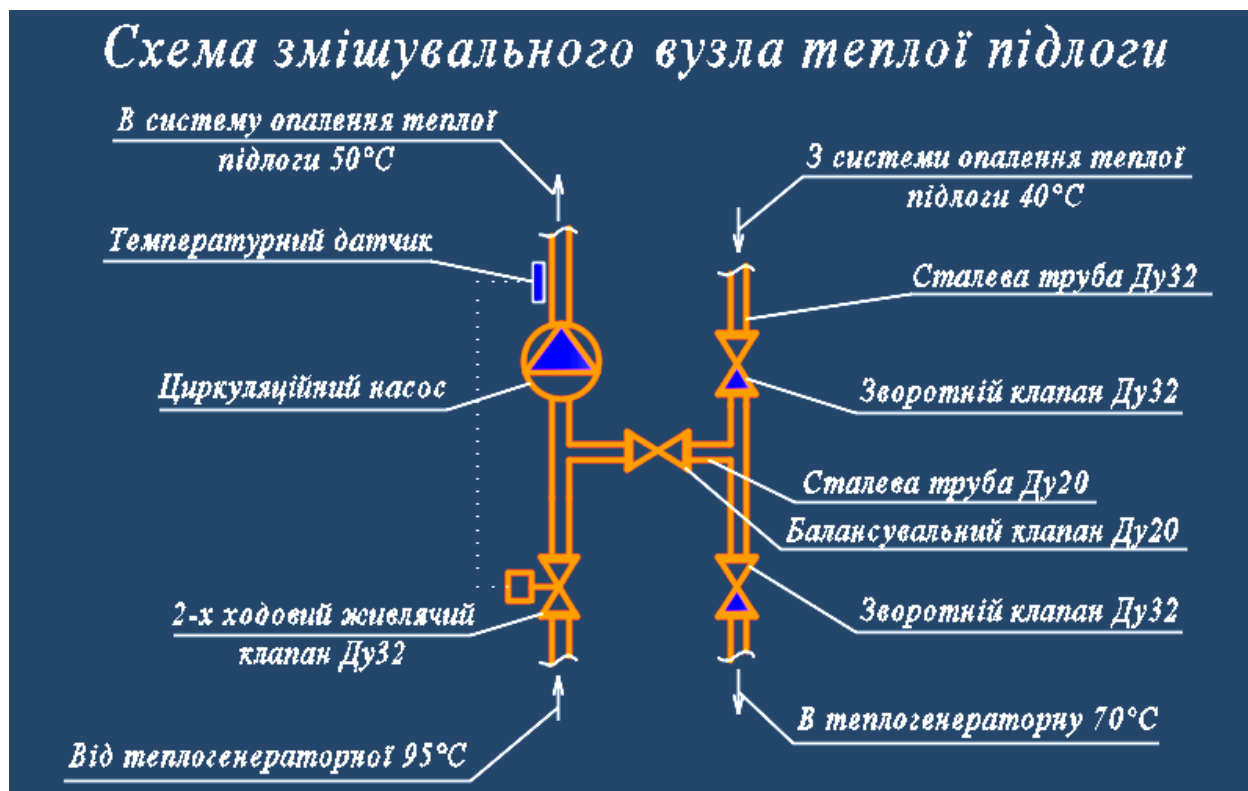 Схема змішувального вузла теплої підлоги
В систему опалення теплої
підлоги 50°С
З системи опалення теплої
підлоги 40°С
Температурний датчик
Сталева труба Ду32
Циркуляційний насос
Зворотній клапан Ду32
Сталева труба Ду20
Балансувальний клапан Ду20
2-х ходовий живлячий
клапан Ду32
Зворотній клапан Ду32
В теплогенераторну 70°С
Від теплогенераторної 95°С